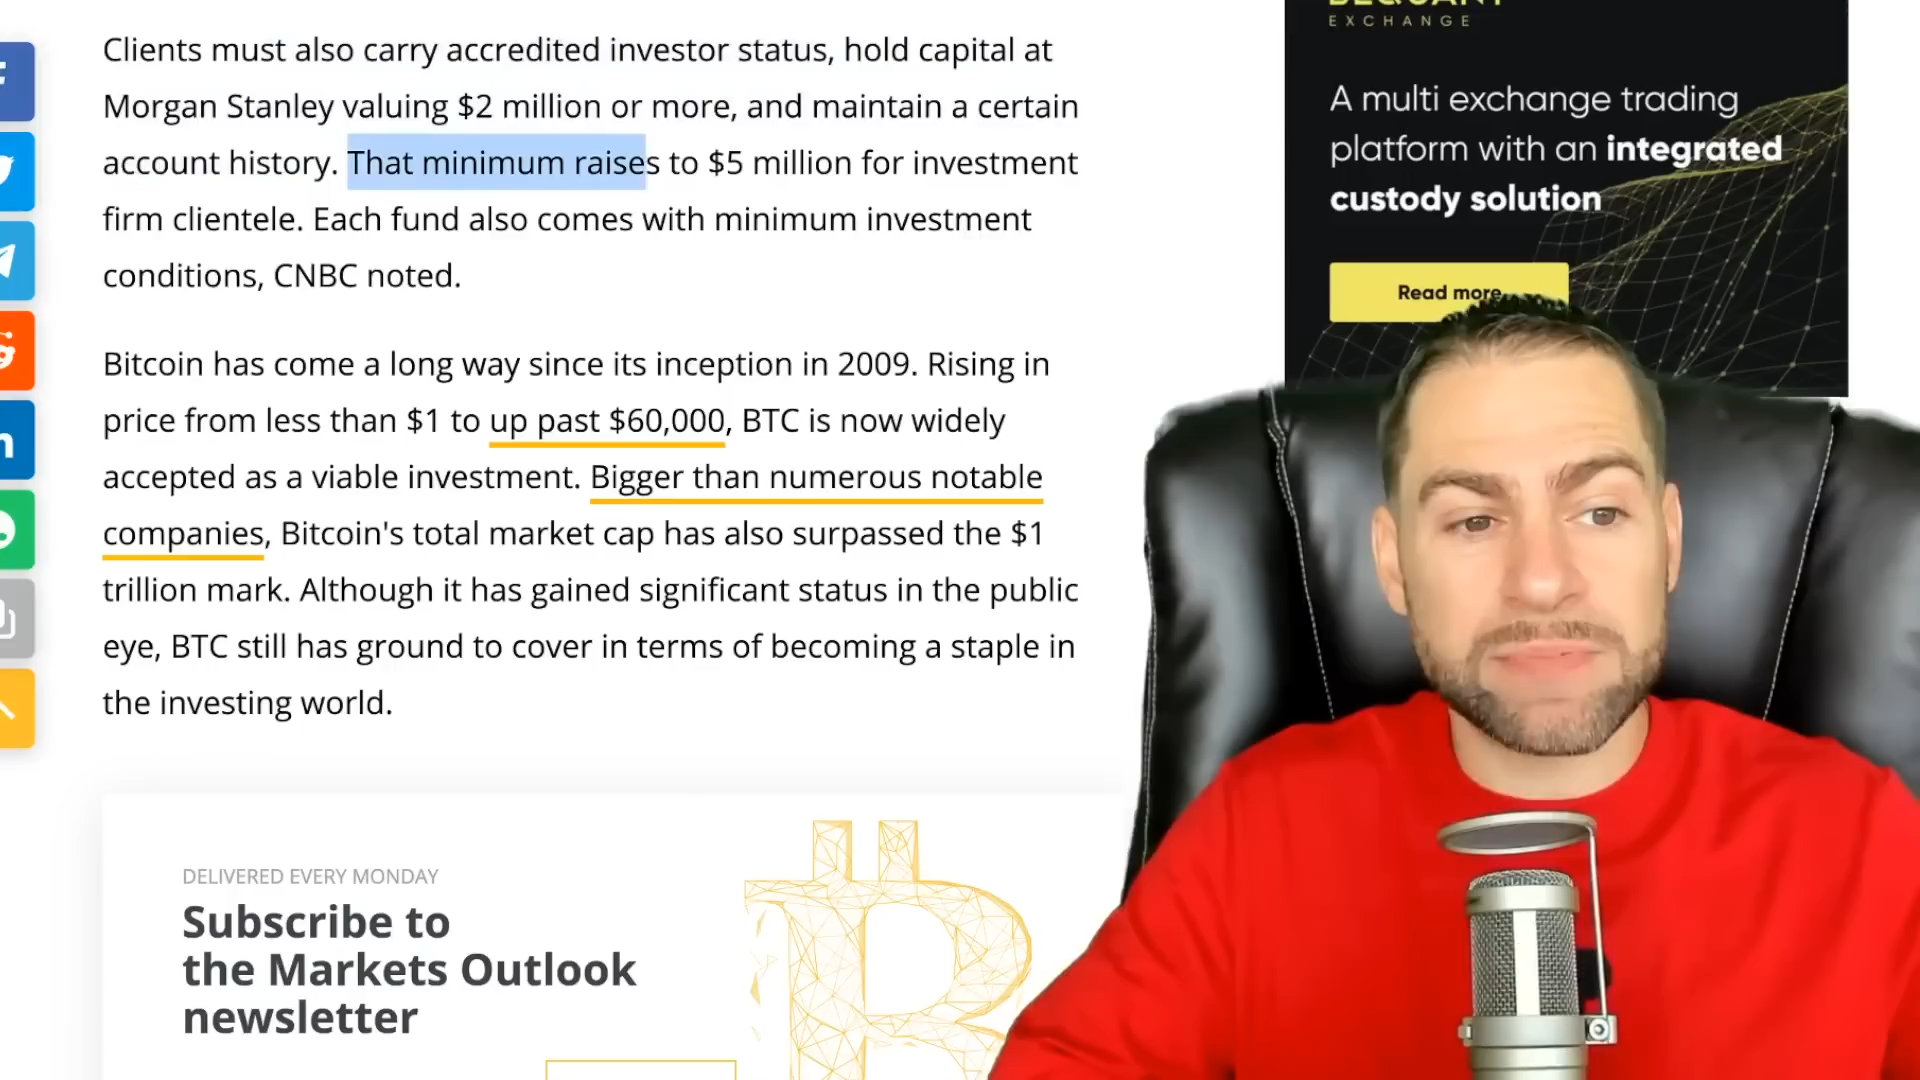 Clients must also carry accredited investor status, hold capital at
Morgan Stanley valuing $2 million or more, and maintain a certain
account history. That minimum raises to $5 million for investment
firm clientele. Each fund also comes with minimum investment
conditions, CNBC noted.
Bitcoin has come a long way since its inception in 2009. Rising in
price from less than $1 to up past $60,000, BTC is now widely
accepted as a viable investment. Bigger than numerous notable
companies, Bitcoin's total market cap has also surpassed the $1
trillion mark. Although it has gained significant status in the public
eye, BTC still has ground to cover in terms of becoming a staple in
the investing world.
DELIVERED EVERY MONDAY
Subscribe to
the Markets Outlook
newsletter
BEQUANT
EXCHANGE
A multi exchange trading
platform with an integrated
custody solution
Read more